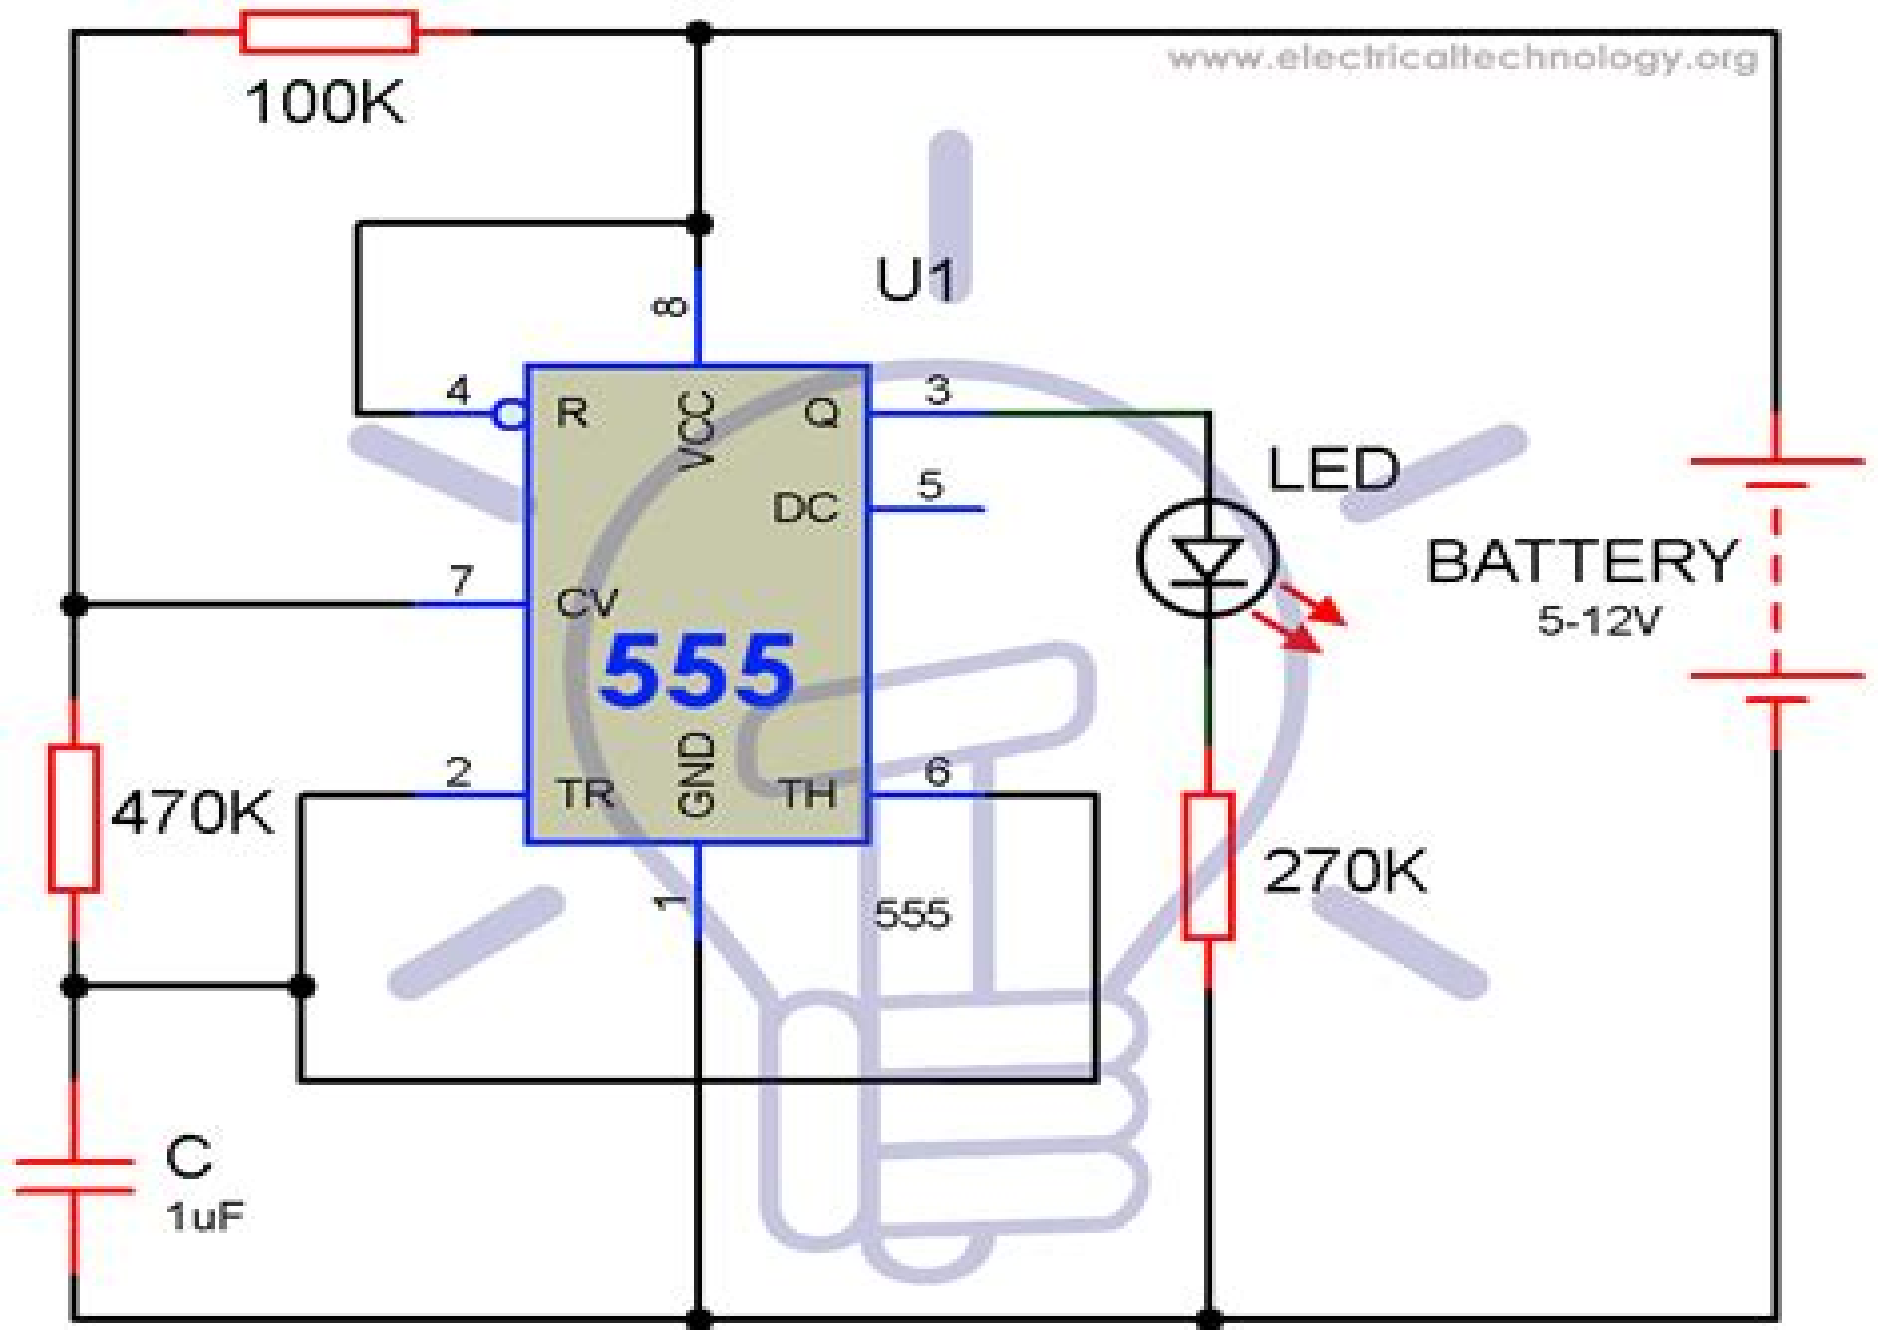 www.electricaltechnology.org
100K
U1
8
4
R
VCC
Q
3
LED
DC
5
BATTERY
5-12V
7
CV
555
2
TR
GND
TH
6
470K
270K
1
555
C
1uF